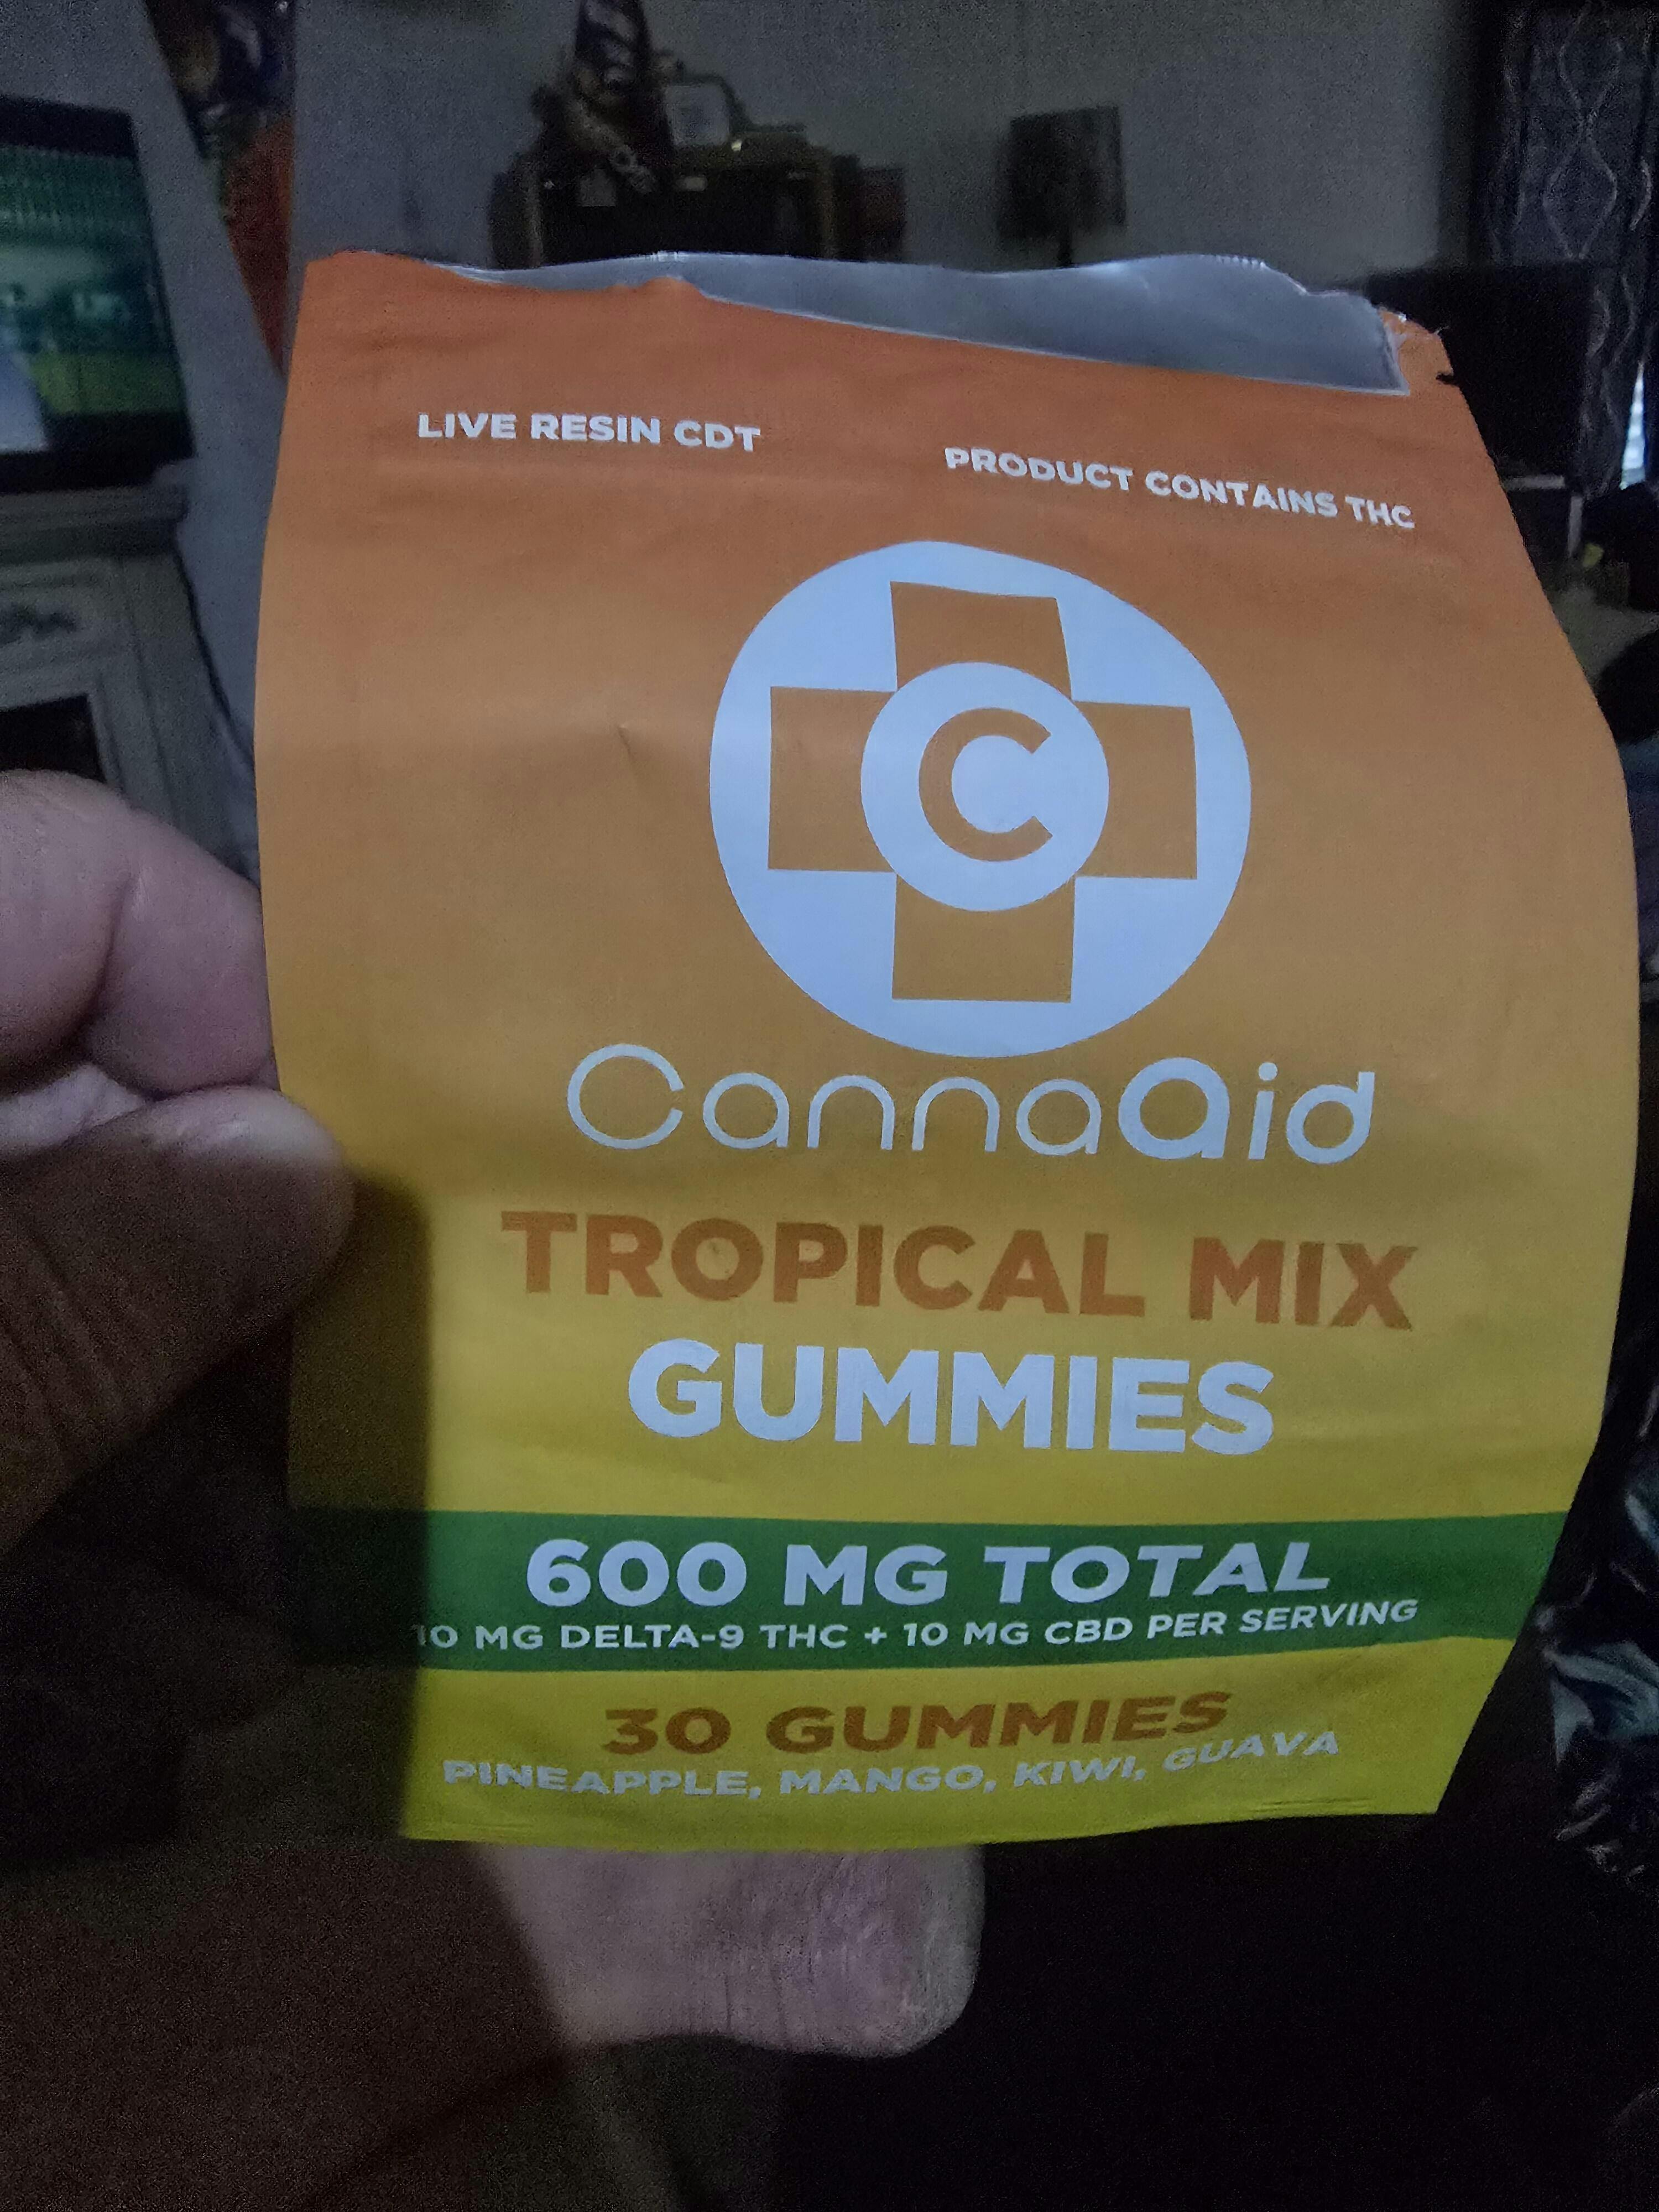 LIVE RESIN CDT
PRODUCT CONTAINS THC
C
CannaAid
TROPICAL MIX
GUMMIES
600 MG TOTAL
10 MG DELTA-9 THC + 10 MG CBD PER SERVING
30 GUMMIES
PINEAPPLE, MANGO, KIWI, GUAVA